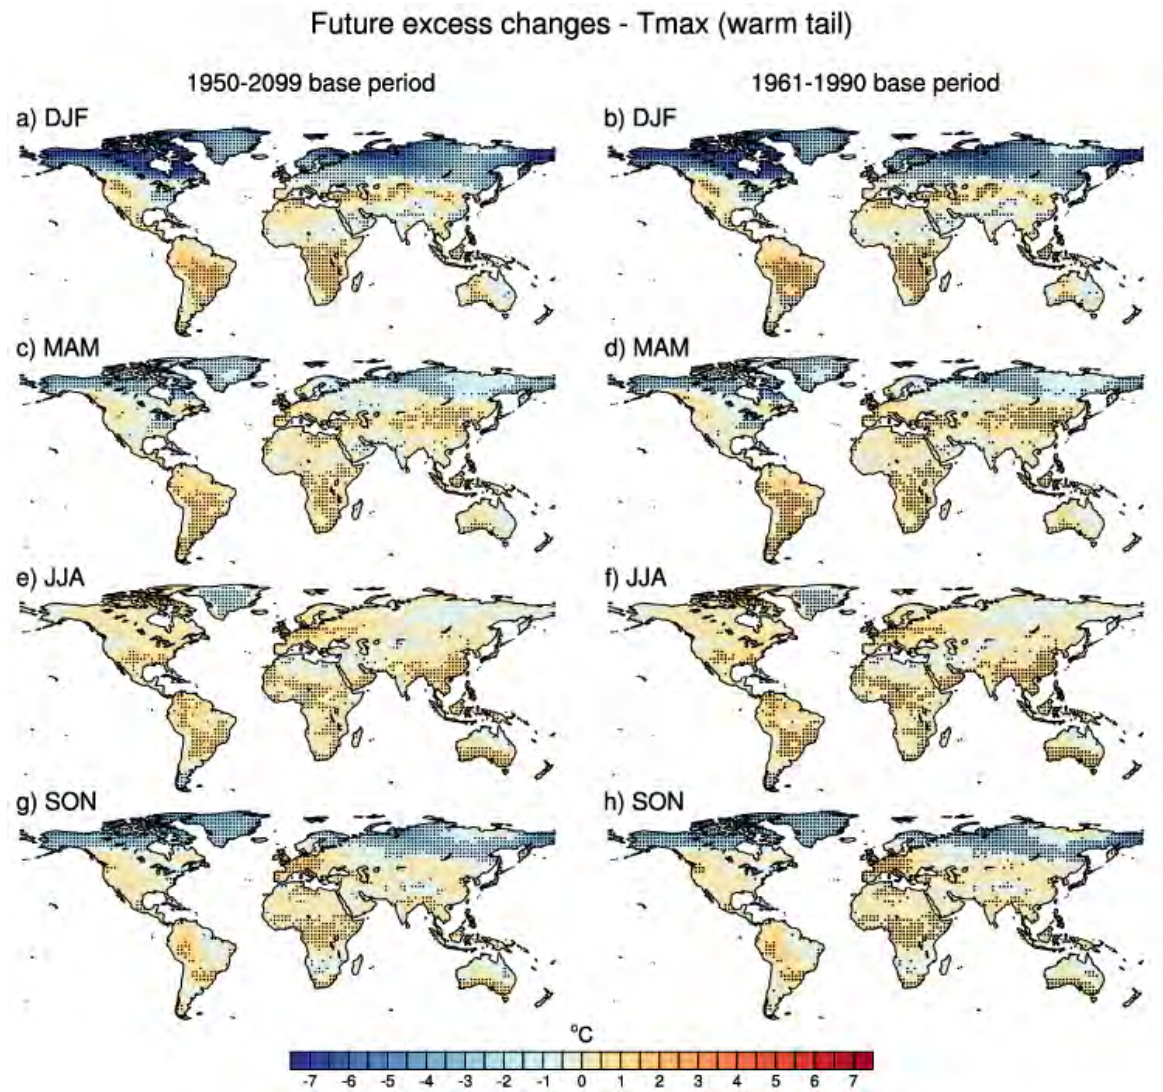 Future excess changes - Tmax (warm tail)
1950-2099 base period
1961-1990 base period
a) DJF
b) DJF
c) MAM
d) MAM
e) JJA
f) JJA
g) SON
h) SON
°C
-7 -6 -5 -4 -3 -2 -1 0 1 2 3 4 5 6 7